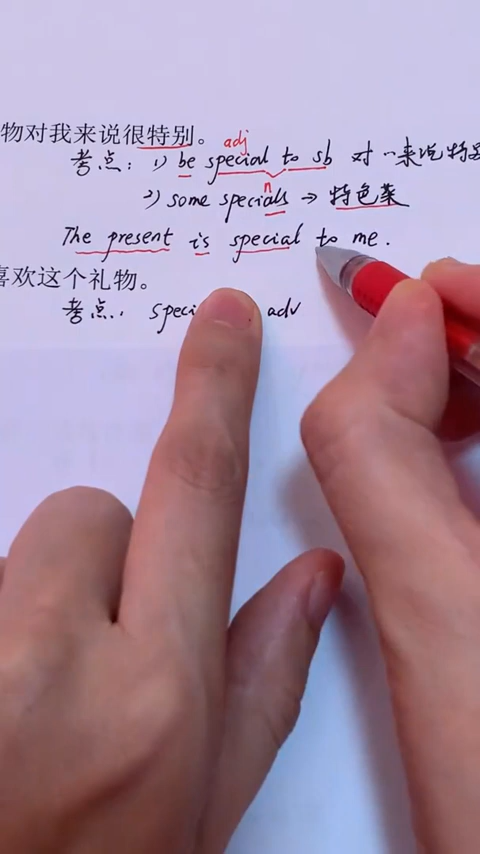 物对我来说很特别。
adj
考点：1) be special to sb 对一来说特
n
2) some specials → 特色菜
The present is special to me.
喜欢这个礼物。
考点： adv